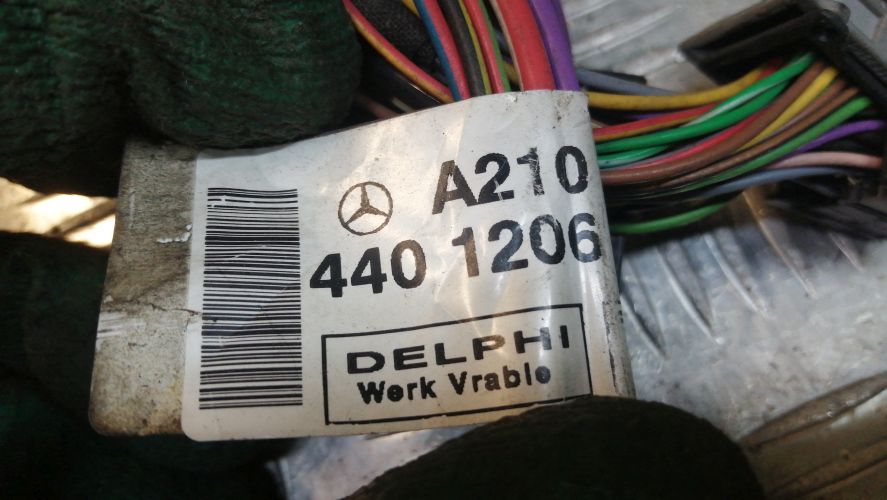 A210
440 1206
DELPHI
Werk Vrable